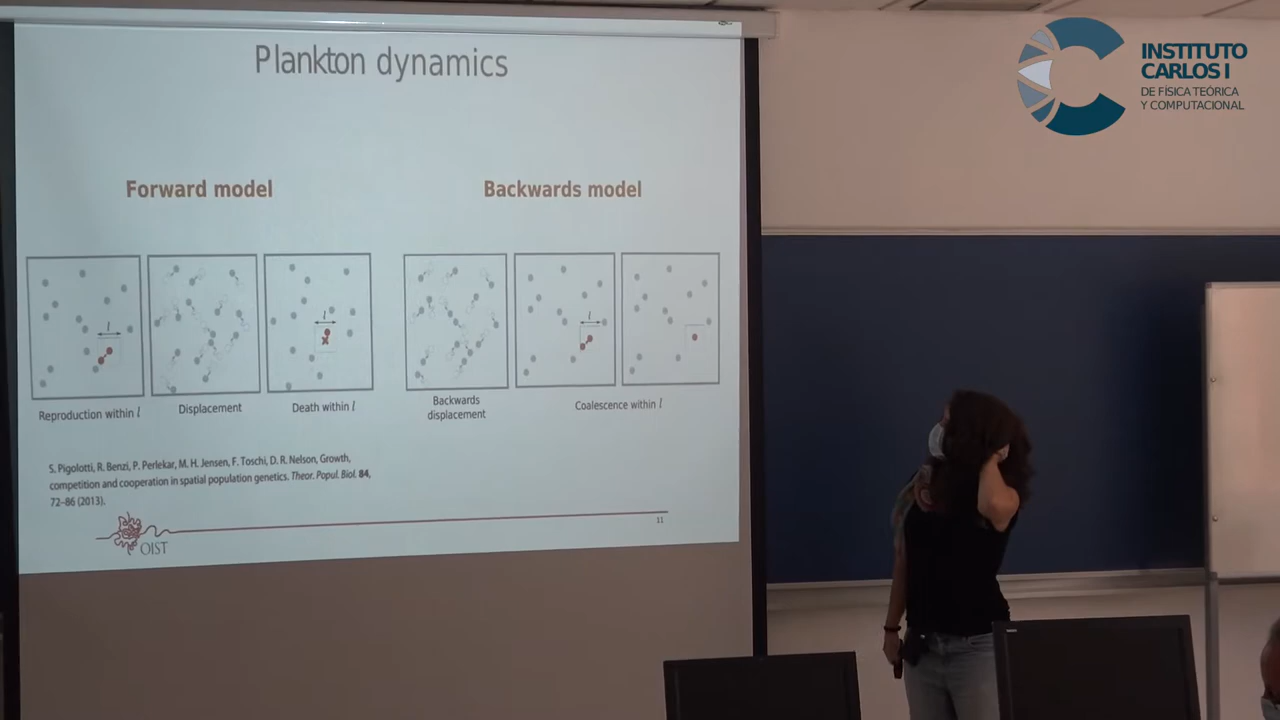 Plankton dynamics
Forward model
Backwards model
l
l
l
Reproduction within l
Displacement
Death within l
Backwards
displacement
Coalescence within l
S. Pigolotti, R. Benzi, P. Perlekar, M. H. Jensen, F. Toschi, D. R. Nelson, Growth,
competition and cooperation in spatial population genetics. Theor. Popul. Biol. 84,
72–86 (2013).
OIST
11
INSTITUTO
CARLOS I
DE FÍSICA TEÓRICA
Y COMPUTACIONAL